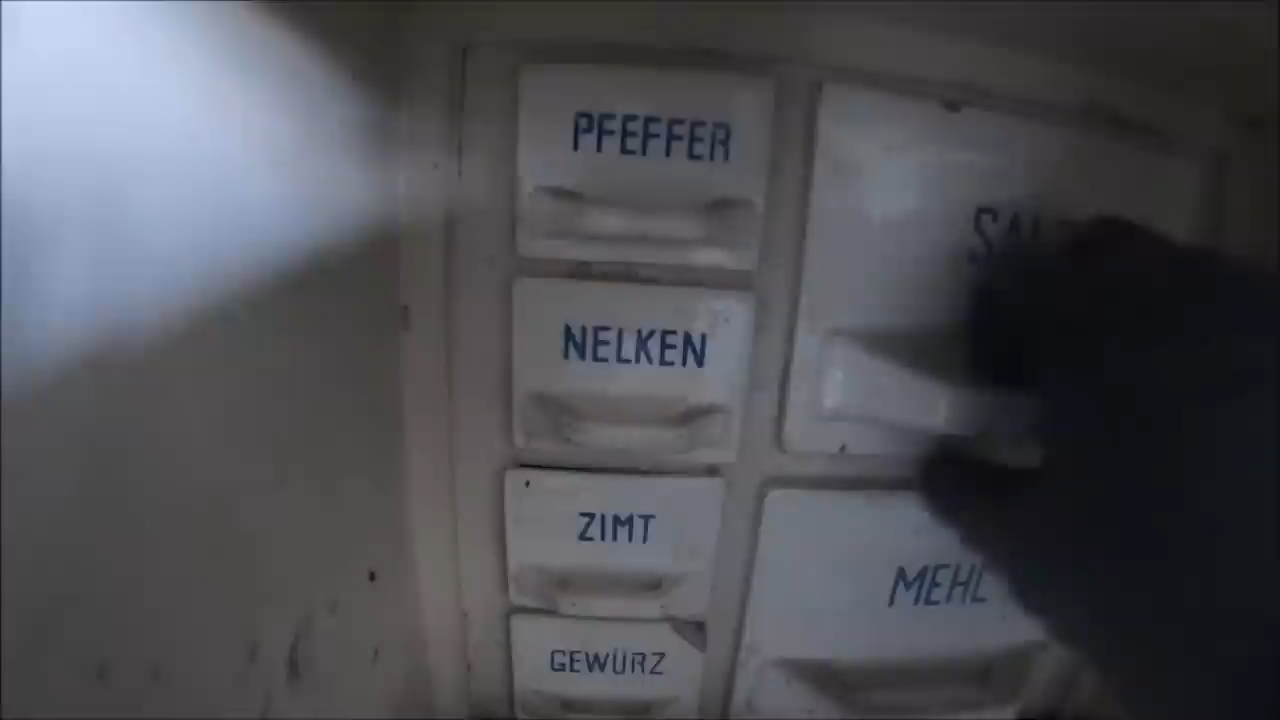 PFEFFER
NELKEN
ZIMT
GEWÜRZ
MEHL